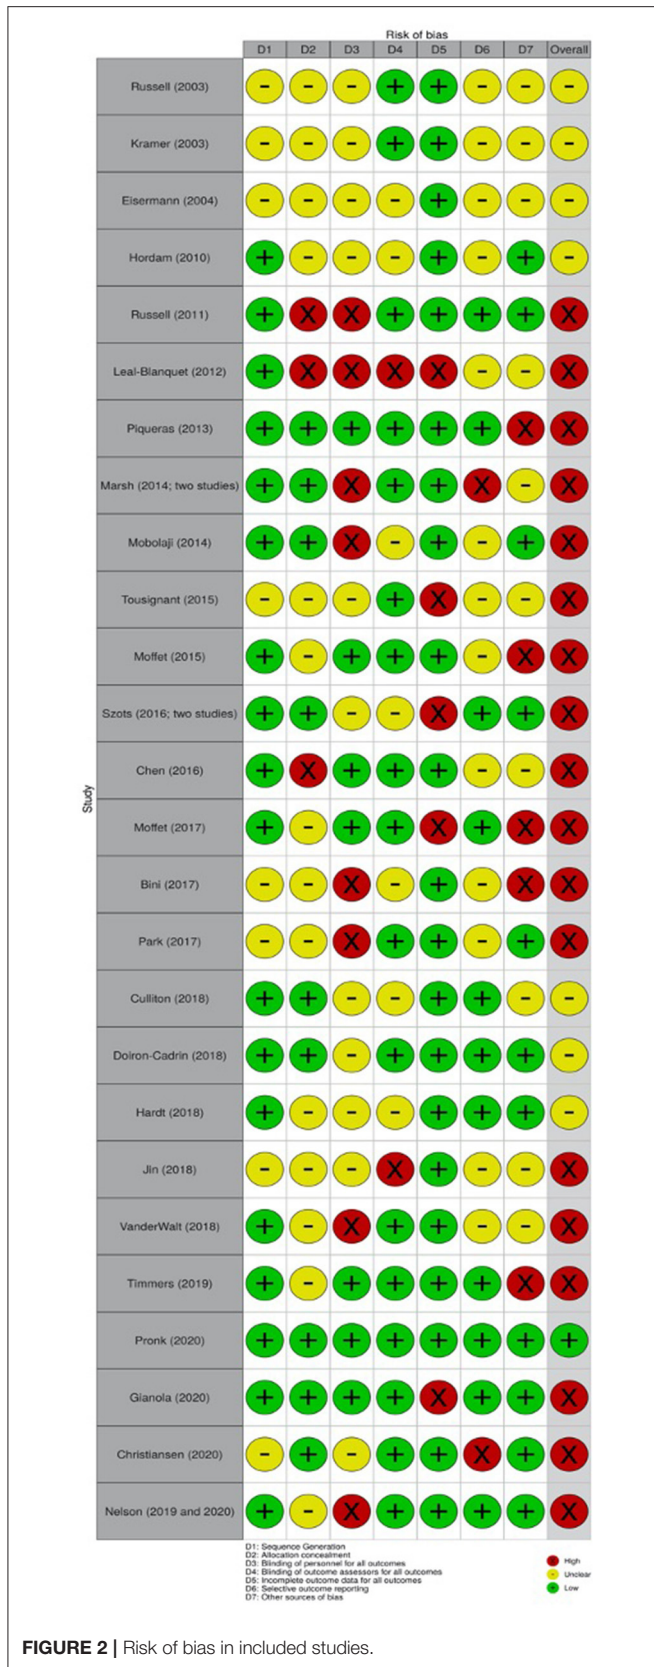 Risk of bias
D1 D2 D3 D4 D5 D6 D7 Overall
Russell (2003) - - - + + - - -
Kramer (2003) - - - + + - - -
Eisermann (2004) - - - - + - - -
Hordam (2010) + - - - + - + -
Russell (2011) + X X + + + + X
Leal-Blanquet (2012) + X X X X - - X
Piqueras (2013) + + + + + + X X
Marsh (2014; two studies) + + X + + X - X
Mobolaji (2014) + + X - + - + X
Tousignant (2015) - - - + X - - X
Moffet (2015) + - + + + - X X
Szots (2016; two studies) + + - - X + + X
Chen (2016) + X + + + - - X
Study
Moffet (2017) + - + + X + X X
Bini (2017) - - X - + - X X
Park (2017) - - X + + - + X
Culliton (2018) + + - - + + - -
Doiron-Cadrin (2018) + + - + + + + -
Hardt (2018) + - - - + + + -
Jin (2018) - - - X + - - X
VanderWalt (2018) + - X + + - - X
Timmers (2019) + - + + + + X X
Pronk (2020) + + + + + + + +
Gianola (2020) + + + + X + + X
Christiansen (2020) - + - + + X + X
Nelson (2019 and 2020) + - X + + + + X
D1: Sequence Generation
D2: Allocation concealment
D3: Blinding of personnel for all outcomes
D4: Blinding of outcome assessors for all outcomes
D5: Incomplete outcome data for all outcomes
D6: Selective outcome reporting
D7: Other sources of bias
X High
- Unclear
+ Low
FIGURE 2 | Risk of bias in included studies.